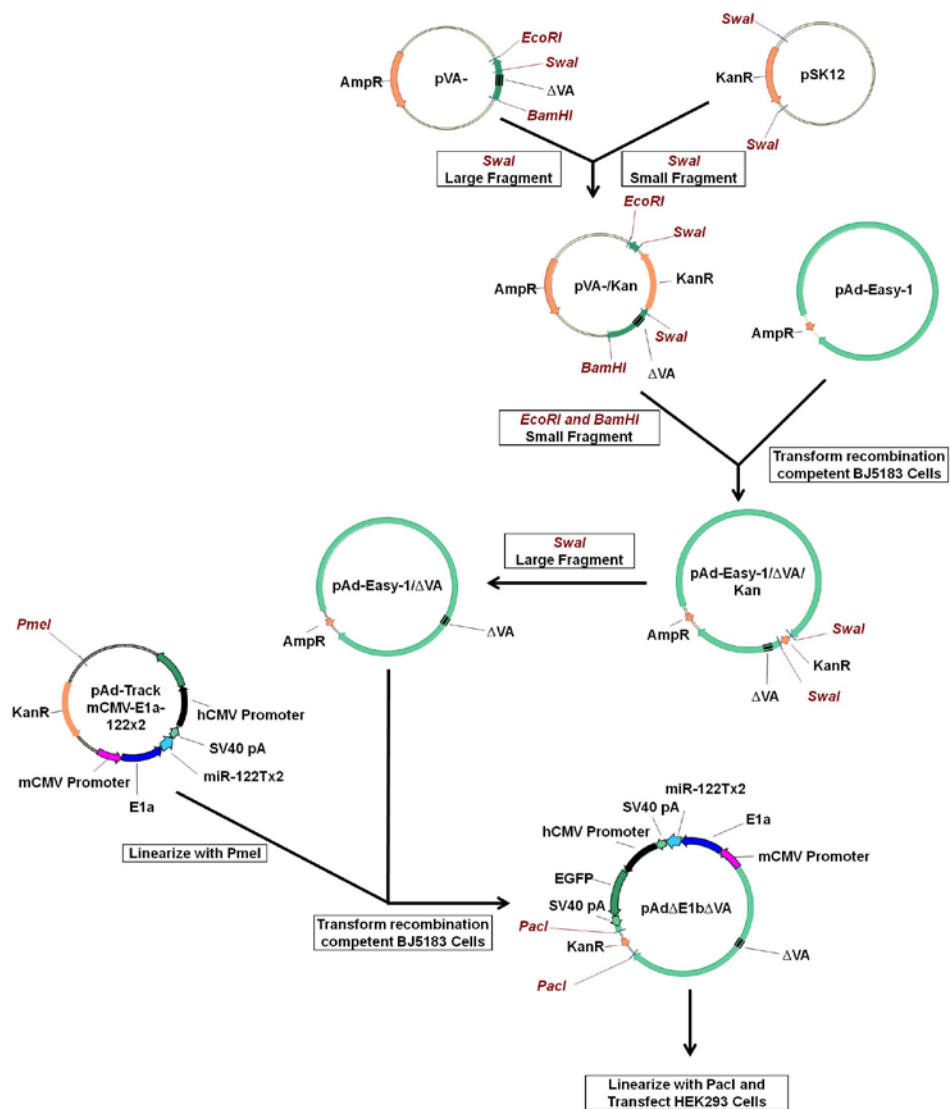 EcoRI
SwaI
AmpR
pVA-
ΔVA
BamHI
SwaI
KanR
pSK12
SwaI
SwaI
Large Fragment
SwaI
Small Fragment
EcoRI
SwaI
AmpR
pVA-/Kan
KanR
SwaI
BamHI
ΔVA
pAd-Easy-1
AmpR
EcoRI and BamHI
Small Fragment
Transform recombination
competent BJ5183 Cells
SwaI
Large Fragment
pAd-Easy-1/ΔVA
AmpR
ΔVA
pAd-Easy-1/ΔVA/
Kan
AmpR
SwaI
KanR
ΔVA
SwaI
PmeI
pAd-Track
mCMV-E1a-
122x2
KanR
hCMV Promoter
SV40 pA
miR-122Tx2
mCMV Promoter
E1a
Linearize with PmeI
Transform recombination
competent BJ5183 Cells
miR-122Tx2
SV40 pA
E1a
hCMV Promoter
mCMV Promoter
EGFP
pAdΔE1bΔVA
SV40 pA
PacI
KanR
ΔVA
PacI
Linearize with PacI and
Transfect HEK293 Cells